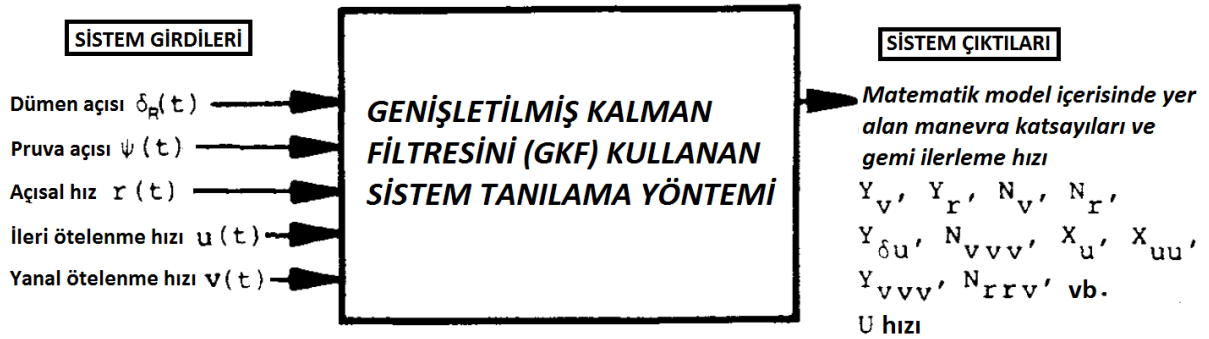 SİSTEM GİRDİLERİ
Dümen açısı δR(t)
Pruva açısı ψ(t)
Açısal hız r(t)
İleri ötelenme hızı u(t)
Yanal ötelenme hızı v(t)
GENİŞLETİLMİŞ KALMAN
FİLTRESİNİ (GKF) KULLANAN
SİSTEM TANILAMA YÖNTEMİ
SİSTEM ÇIKTILARI
Matematik model içerisinde yer
alan manevra katsayıları ve
gemi ilerleme hızı
Yv, Yr, Nv, Nr,
Yδu, Nvvv, Xu, Xuu,
Yvvv, Nrrv, vb.
U hızı